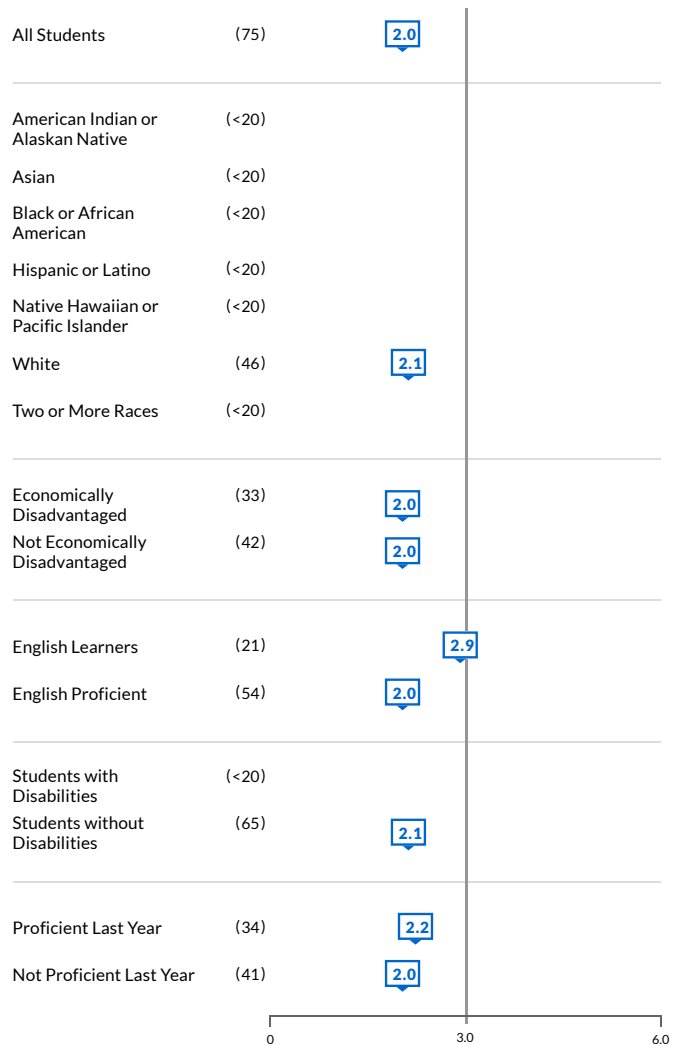 All Students (75) 2.0
American Indian or (<20)
Alaskan Native
Asian (<20)
Black or African (<20)
American
Hispanic or Latino (<20)
Native Hawaiian or (<20)
Pacific Islander
White (46) 2.1
Two or More Races (<20)
Economically (33) 2.0
Disadvantaged
Not Economically (42) 2.0
Disadvantaged
English Learners (21) 2.9
English Proficient (54) 2.0
Students with (<20)
Disabilities
Students without (65) 2.1
Disabilities
Proficient Last Year (34) 2.2
Not Proficient Last Year (41) 2.0
0 3.0 6.0